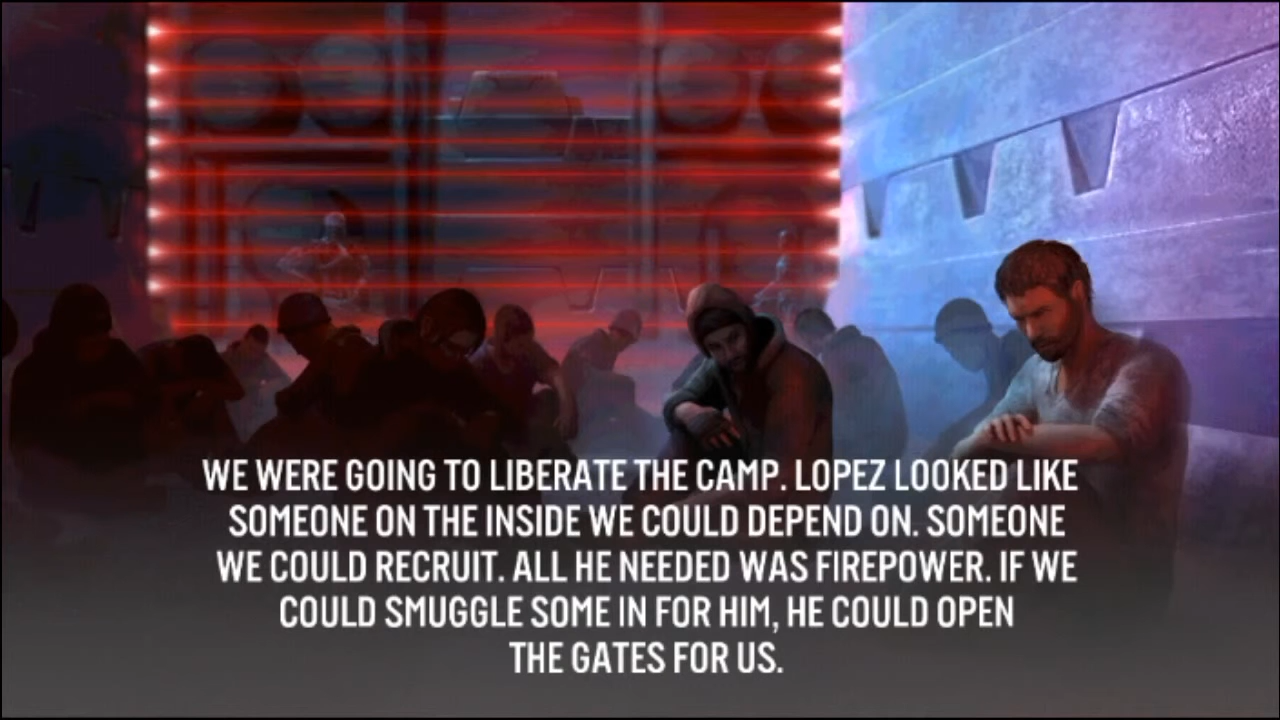 WE WERE GOING TO LIBERATE THE CAMP. LOPEZ LOOKED LIKE
SOMEONE ON THE INSIDE WE COULD DEPEND ON. SOMEONE
WE COULD RECRUIT. ALL HE NEEDED WAS FIREPOWER. IF WE
COULD SMUGGLE SOME IN FOR HIM, HE COULD OPEN
THE GATES FOR US.